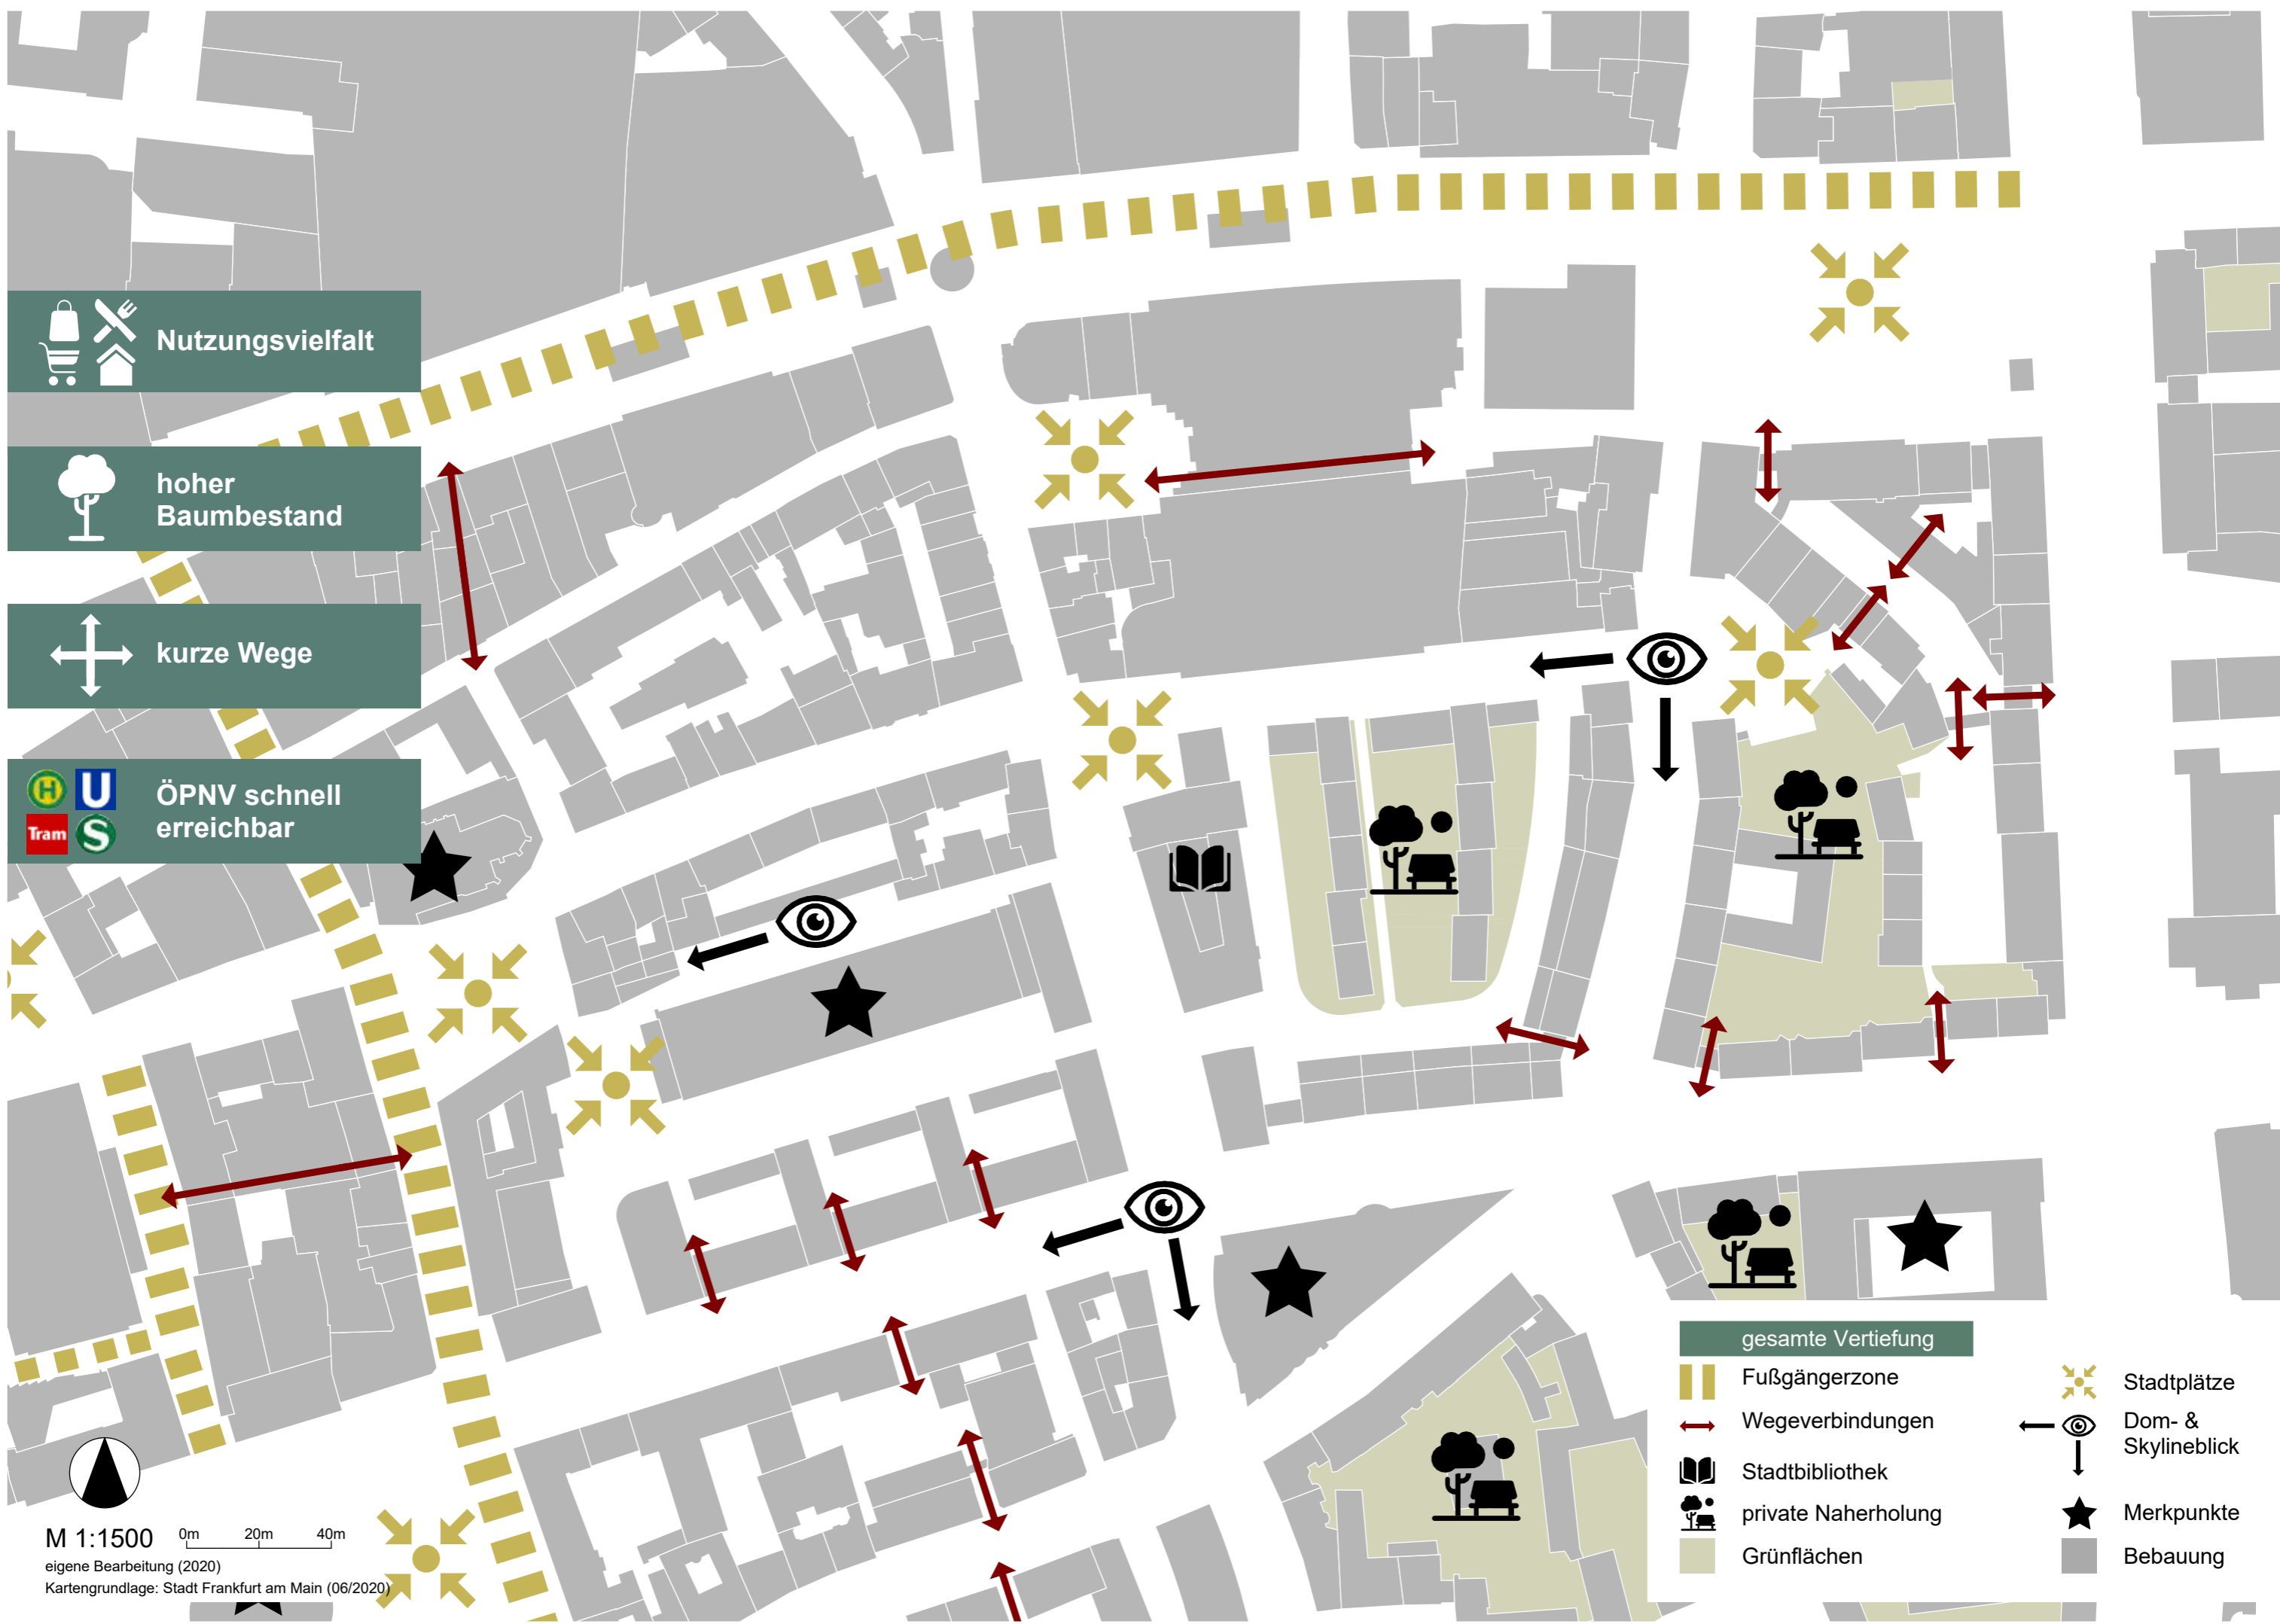 Nutzungsvielfalt
hoher
Baumbestand
kurze Wege
H U
Tram S
ÖPNV schnell
erreichbar
gesamte Vertiefung
Fußgängerzone
Wegeverbindungen
Stadtbibliothek
private Naherholung
Grünflächen
Stadtplätze
Dom- &
Skylineblick
Merkpunkte
Bebauung
M 1:1500
0m 20m 40m
eigene Bearbeitung (2020)
Kartengrundlage: Stadt Frankfurt am Main (06/2020)